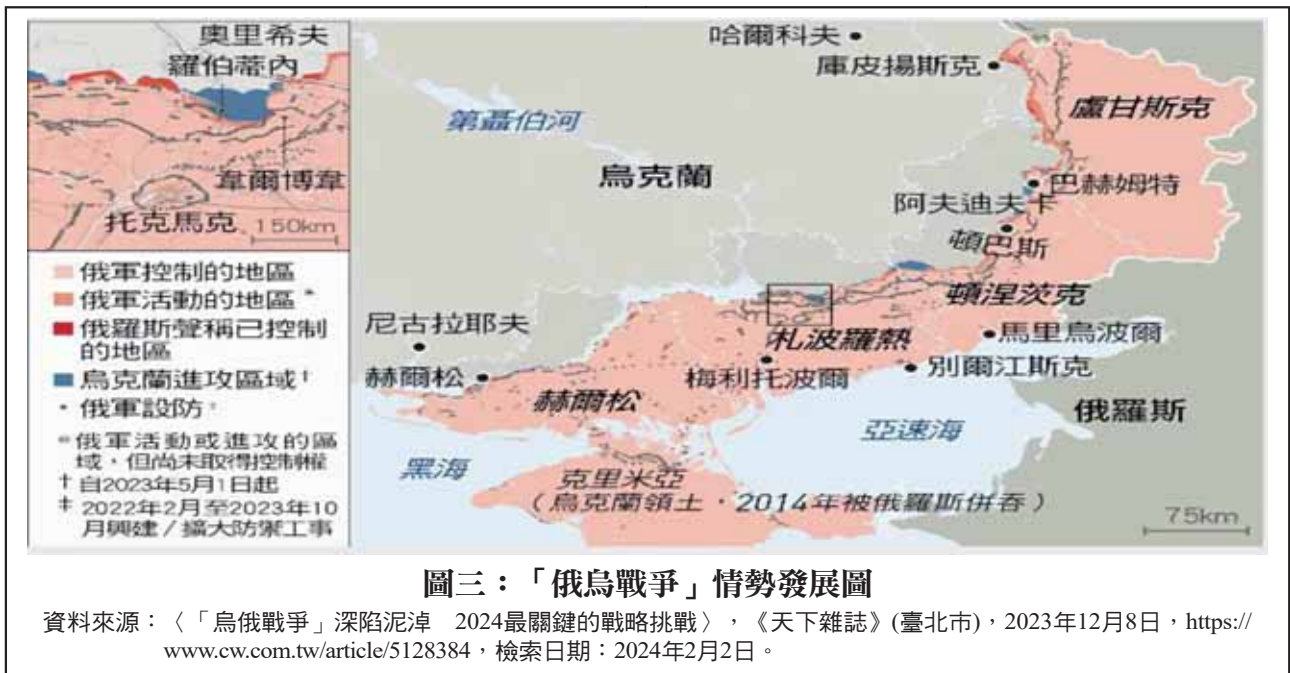 奧里希夫
羅伯蒂內
韋爾博韋
托克馬克
150km
俄軍控制的地區
俄軍活動的地區*
俄羅斯聲稱已控制
的地區
烏克蘭進攻區域†
俄軍設防‡
*俄軍活動或進攻的區
域，但尚未取得控制權
† 自2023年5月1日起
‡ 2022年2月至2023年10
月興建／擴大防禦工事
哈爾科夫
庫皮揚斯克
盧甘斯克
第聶伯河
烏克蘭
巴赫姆特
阿夫迪夫卡
頓巴斯
頓涅茨克
尼古拉耶夫
札波羅熱
馬里烏波爾
赫爾松
梅利托波爾
別爾江斯克
赫爾松
俄羅斯
亞速海
黑海
克里米亞
（烏克蘭領土，2014年被俄羅斯併吞）
75km
圖三：「俄烏戰爭」情勢發展圖
資料來源：〈「烏俄戰爭」深陷泥淖　2024最關鍵的戰略挑戰〉，《天下雜誌》(臺北市)，2023年12月8日，https://
www.cw.com.tw/article/5128384，檢索日期：2024年2月2日。